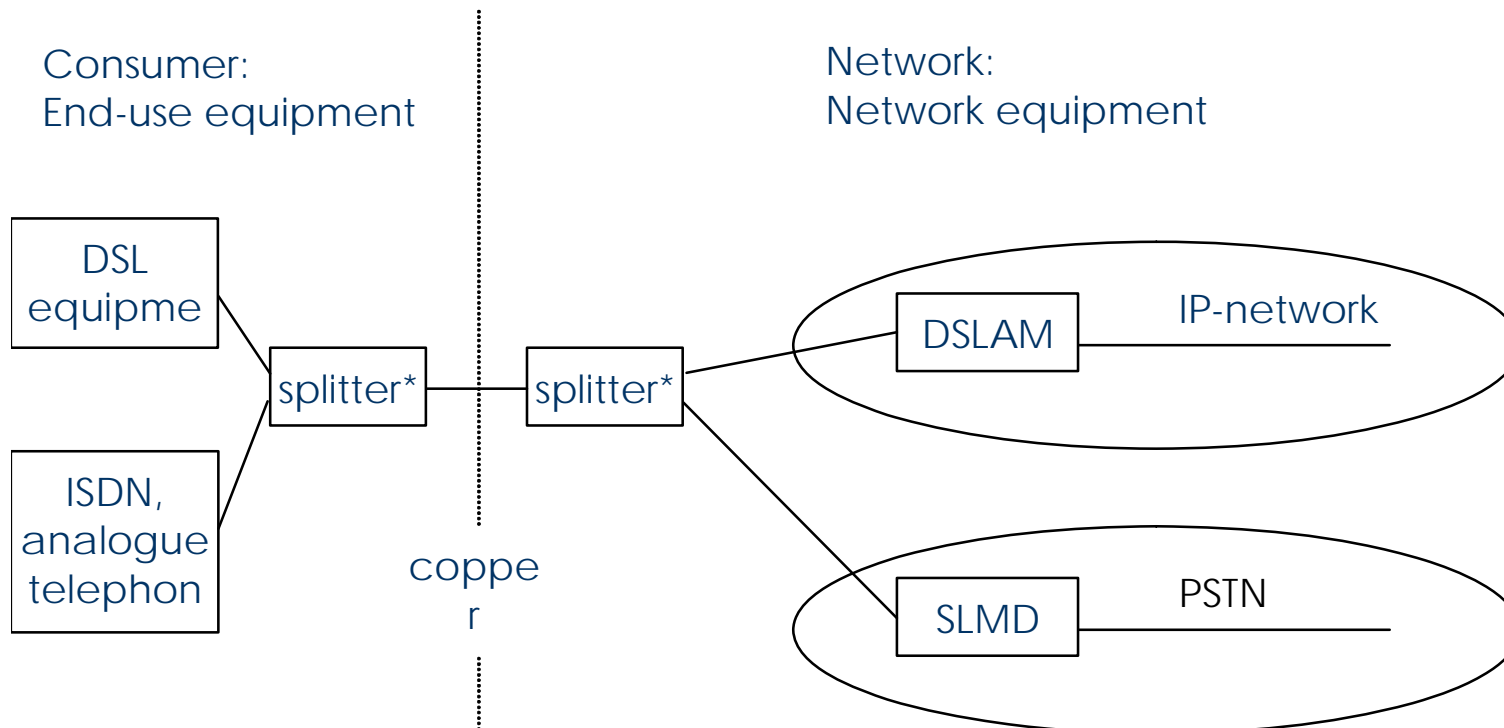 Consumer:
End-use equipment
Network:
Network equipment
DSL
equipme
splitter*
splitter*
DSLAM
IP-network
ISDN,
analogue
telephon
coppe
r
SLMD
PSTN